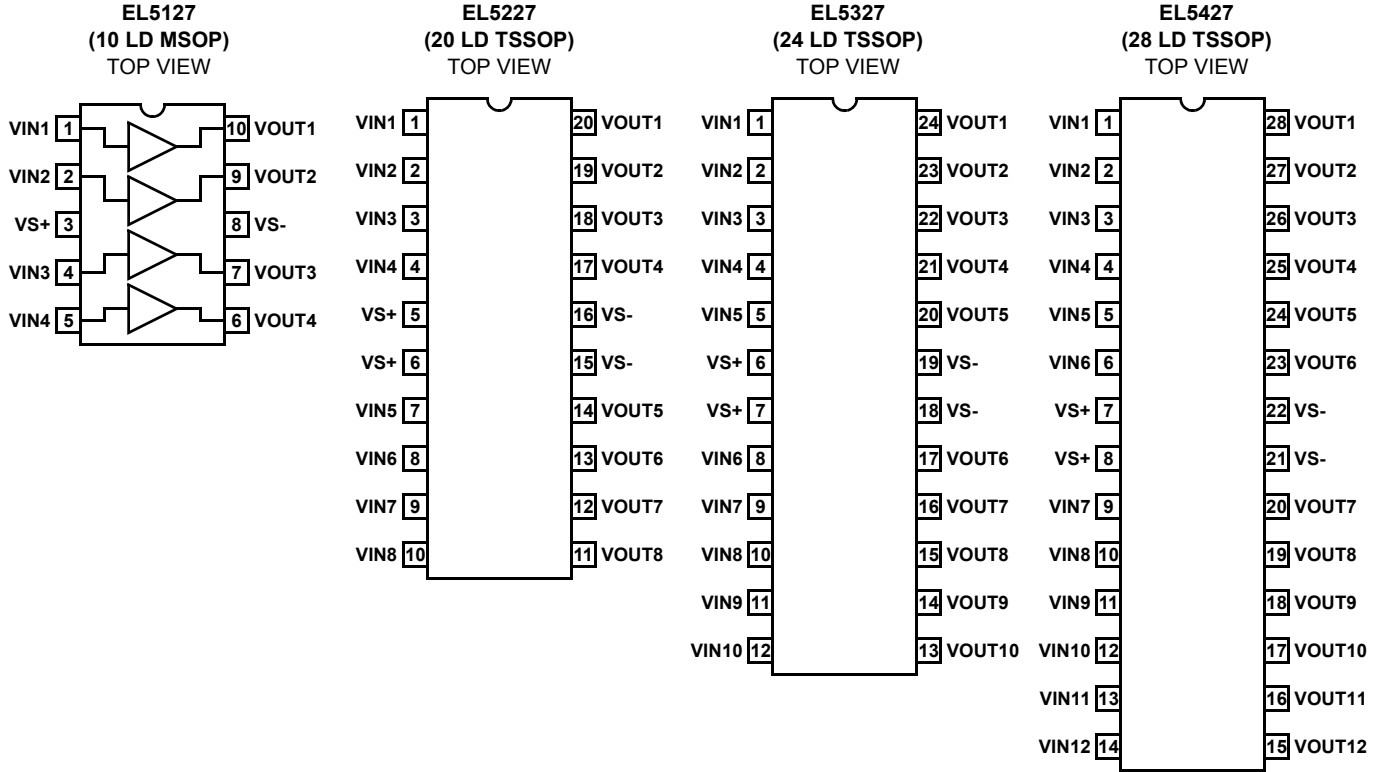 EL5127
(10 LD MSOP)
TOP VIEW
VIN1 1 10 VOUT1
VIN2 2 9 VOUT2
VS+ 3 8 VS-
VIN3 4 7 VOUT3
VIN4 5 6 VOUT4
EL5227
(20 LD TSSOP)
TOP VIEW
VIN1 1 20 VOUT1
VIN2 2 19 VOUT2
VIN3 3 18 VOUT3
VIN4 4 17 VOUT4
VS+ 5 16 VS-
VS+ 6 15 VS-
VIN5 7 14 VOUT5
VIN6 8 13 VOUT6
VIN7 9 12 VOUT7
VIN8 10 11 VOUT8
EL5327
(24 LD TSSOP)
TOP VIEW
VIN1 1 24 VOUT1
VIN2 2 23 VOUT2
VIN3 3 22 VOUT3
VIN4 4 21 VOUT4
VIN5 5 20 VOUT5
VS+ 6 19 VS-
VS+ 7 18 VS-
VIN6 8 17 VOUT6
VIN7 9 16 VOUT7
VIN8 10 15 VOUT8
VIN9 11 14 VOUT9
VIN10 12 13 VOUT10
EL5427
(28 LD TSSOP)
TOP VIEW
VIN1 1 28 VOUT1
VIN2 2 27 VOUT2
VIN3 3 26 VOUT3
VIN4 4 25 VOUT4
VIN5 5 24 VOUT5
VIN6 6 23 VOUT6
VS+ 7 22 VS-
VS+ 8 21 VS-
VIN7 9 20 VOUT7
VIN8 10 19 VOUT8
VIN9 11 18 VOUT9
VIN10 12 17 VOUT10
VIN11 13 16 VOUT11
VIN12 14 15 VOUT12